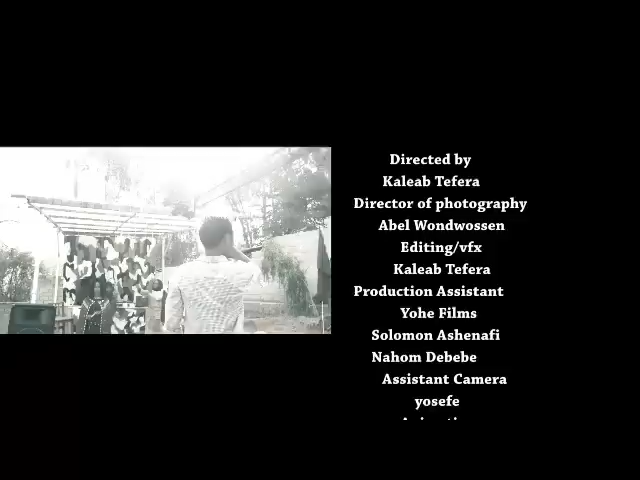 Directed by
Kaleab Tefera
Director of photography
Abel Wondwossen
Editing/vfx
Kaleab Tefera
Production Assistant
Yohe Films
Solomon Ashenafi
Nahom Debebe
Assistant Camera
yosefe